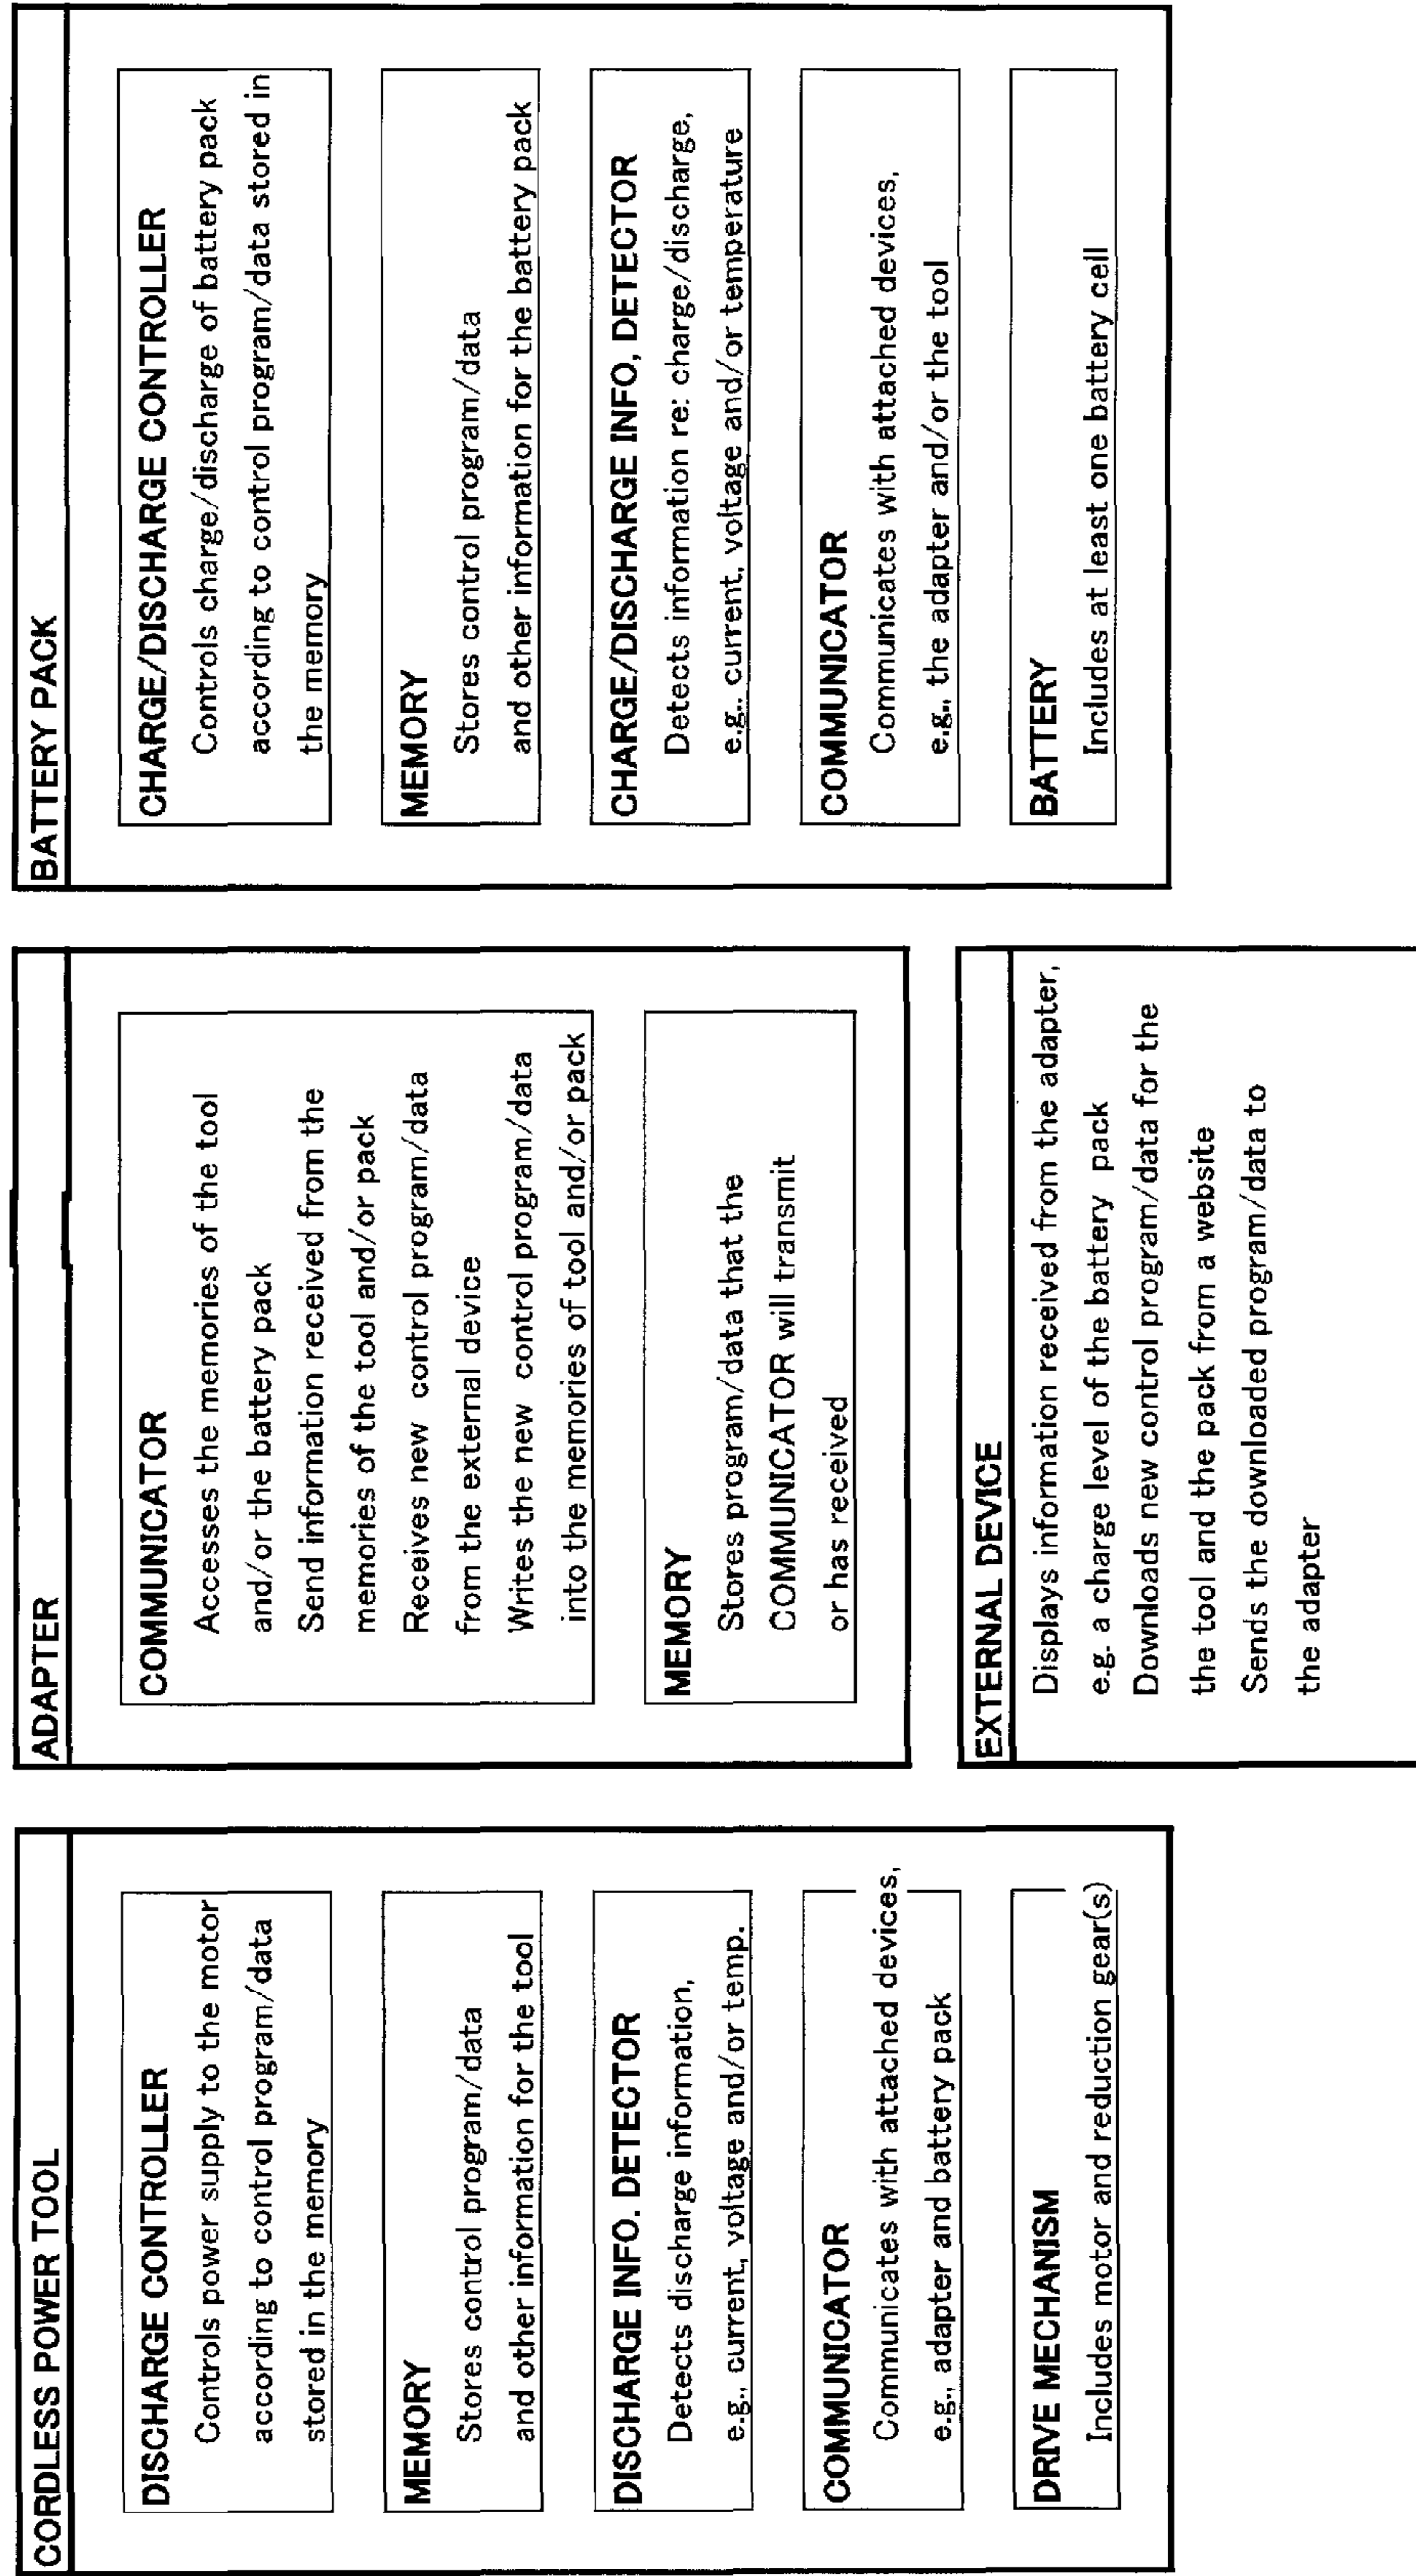 CORDLESS POWER TOOL
DISCHARGE CONTROLLER
Controls power supply to the motor
according to control program/data
stored in the memory
MEMORY
Stores control program/data
and other information for the tool
DISCHARGE INFO. DETECTOR
Detects discharge information,
e.g., current, voltage and/or temp.
COMMUNICATOR
Communicates with attached devices,
e.g., adapter and battery pack
DRIVE MECHANISM
Includes motor and reduction gear(s)
ADAPTER
COMMUNICATOR
Accesses the memories of the tool
and/or the battery pack
Send information received from the
memories of the tool and/or pack
Receives new control program/data
from the external device
Writes the new control program/data
into the memories of tool and/or pack
MEMORY
Stores program/data that the
COMMUNICATOR will transmit
or has received
EXTERNAL DEVICE
Displays information received from the adapter,
e.g. a charge level of the battery pack
Downloads new control program/data for the
the tool and the pack from a website
Sends the downloaded program/data to
the adapter
BATTERY PACK
CHARGE/DISCHARGE CONTROLLER
Controls charge/discharge of battery pack
according to control program/data stored in
the memory
MEMORY
Stores control program/data
and other information for the battery pack
CHARGE/DISCHARGE INFO, DETECTOR
Detects information re: charge/discharge,
e.g., current, voltage and/or temperature
COMMUNICATOR
Communicates with attached devices,
e.g., the adapter and/or the tool
BATTERY
Includes at least one battery cell